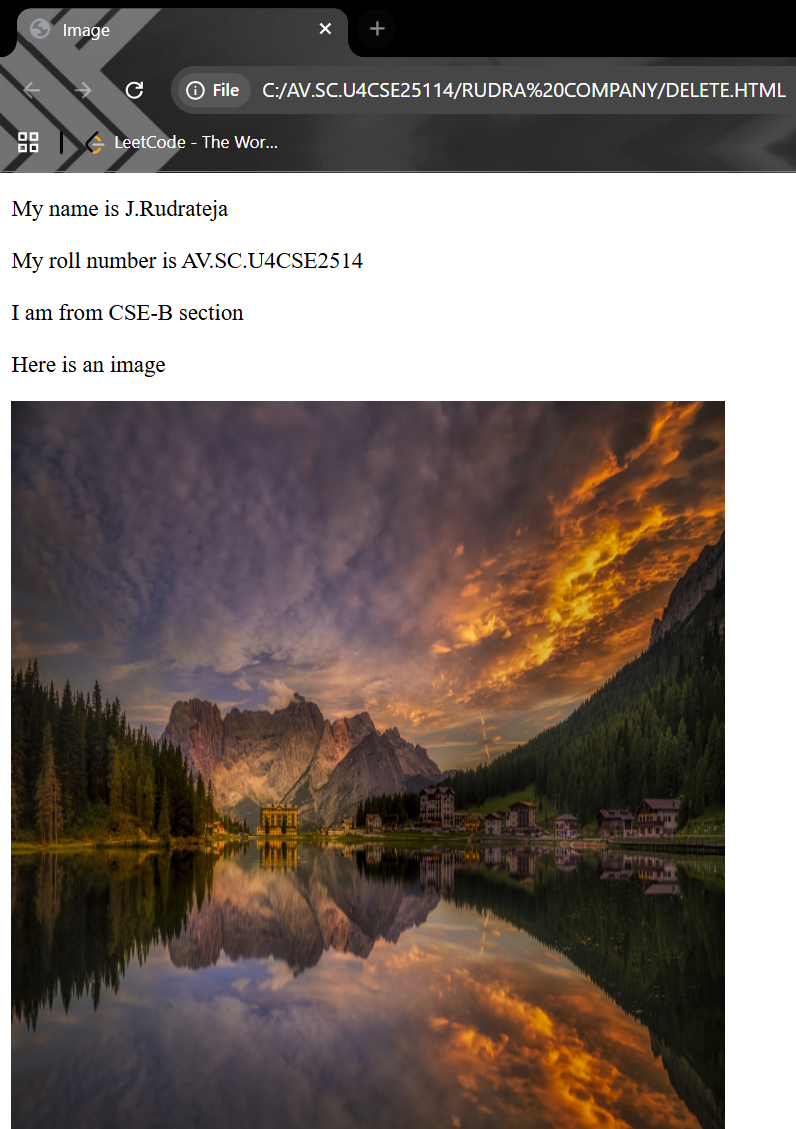 Image
File
C:/AV.SC.U4CSE25114/RUDRA%20COMPANY/DELETE.HTML
LeetCode - The Wor...
My name is J.Rudrateja
My roll number is AV.SC.U4CSE2514
I am from CSE-B section
Here is an image